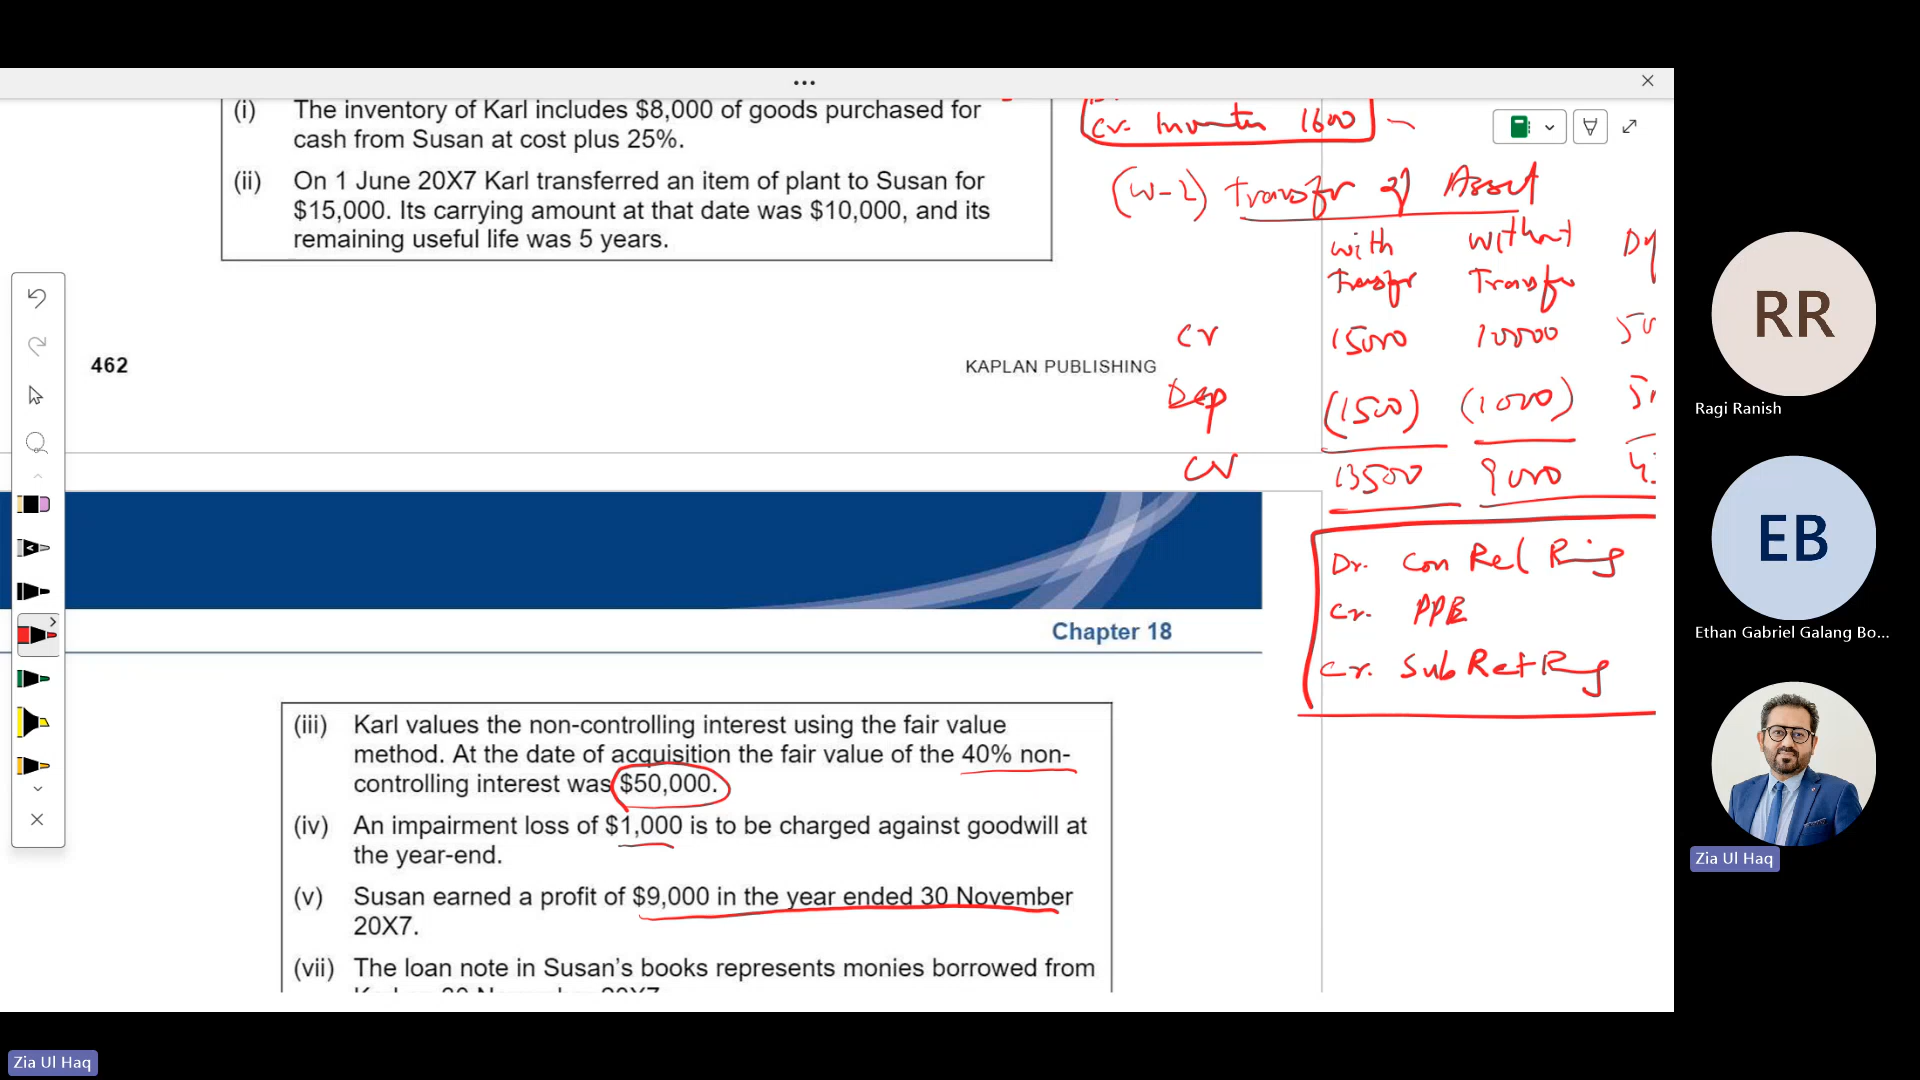 (i) The inventory of Karl includes $8,000 of goods purchased for
cash from Susan at cost plus 25%.
(ii) On 1 June 20X7 Karl transferred an item of plant to Susan for
$15,000. Its carrying amount at that date was $10,000, and its
remaining useful life was 5 years.
462
KAPLAN PUBLISHING
Chapter 18
(iii) Karl values the non-controlling interest using the fair value
method. At the date of acquisition the fair value of the 40% non-
controlling interest was $50,000.
(iv) An impairment loss of $1,000 is to be charged against goodwill at
the year-end.
(v) Susan earned a profit of $9,000 in the year ended 30 November
20X7.
(vii) The loan note in Susan's books represents monies borrowed from
Cr. Inventory 1600
(W-2) Transfer of Asset
with without
Transfer Transfer
CV 15000 10000
Dep (1500) (1000)
CV 13500 9000
Dr. Con Ret
Cr. PPE
Cr. Sub Ret
RR
Ragi Ranish
EB
Ethan Gabriel Galang Bo...
Zia Ul Haq
Zia Ul Haq